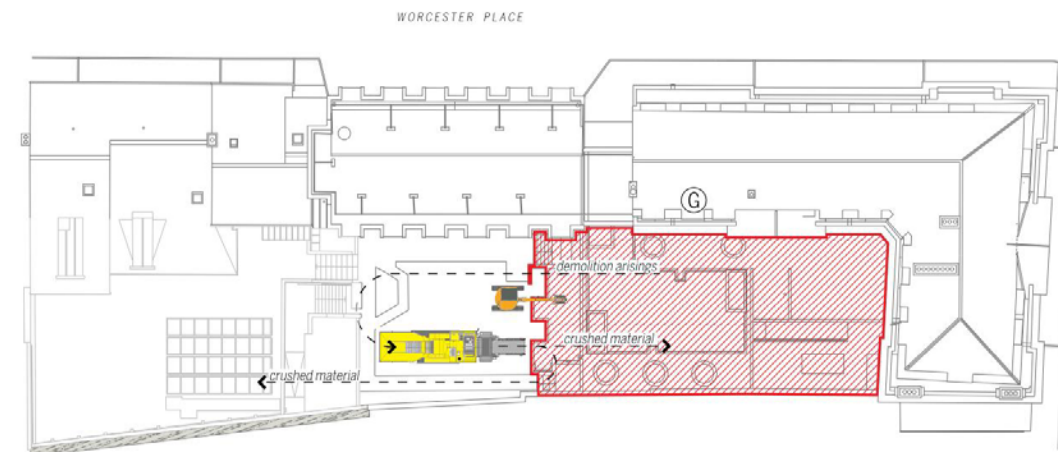 WORCESTER PLACE
G
demolition arisings
crushed material
crushed material